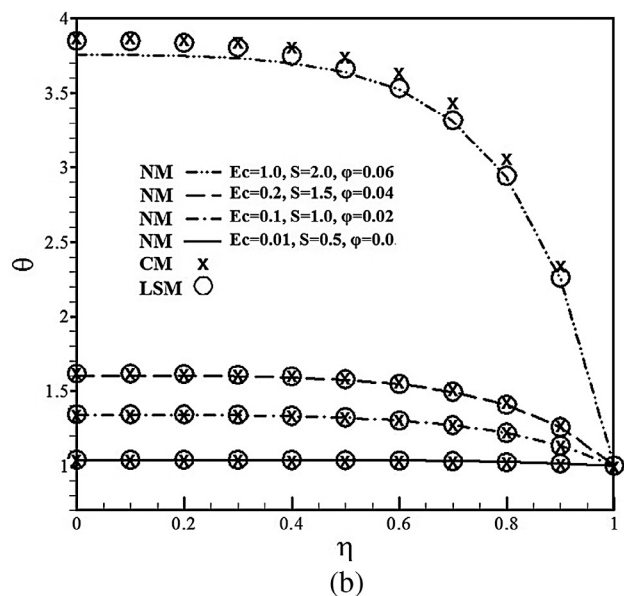 4
3.5
3
2.5
2
1.5
1
θ
NM Ec=1.0, S=2.0, φ=0.06
NM Ec=0.2, S=1.5, φ=0.04
NM Ec=0.1, S=1.0, φ=0.02
NM Ec=0.01, S=0.5, φ=0.0
CM x
LSM
0 0.2 0.4 0.6 0.8 1
η
(b)